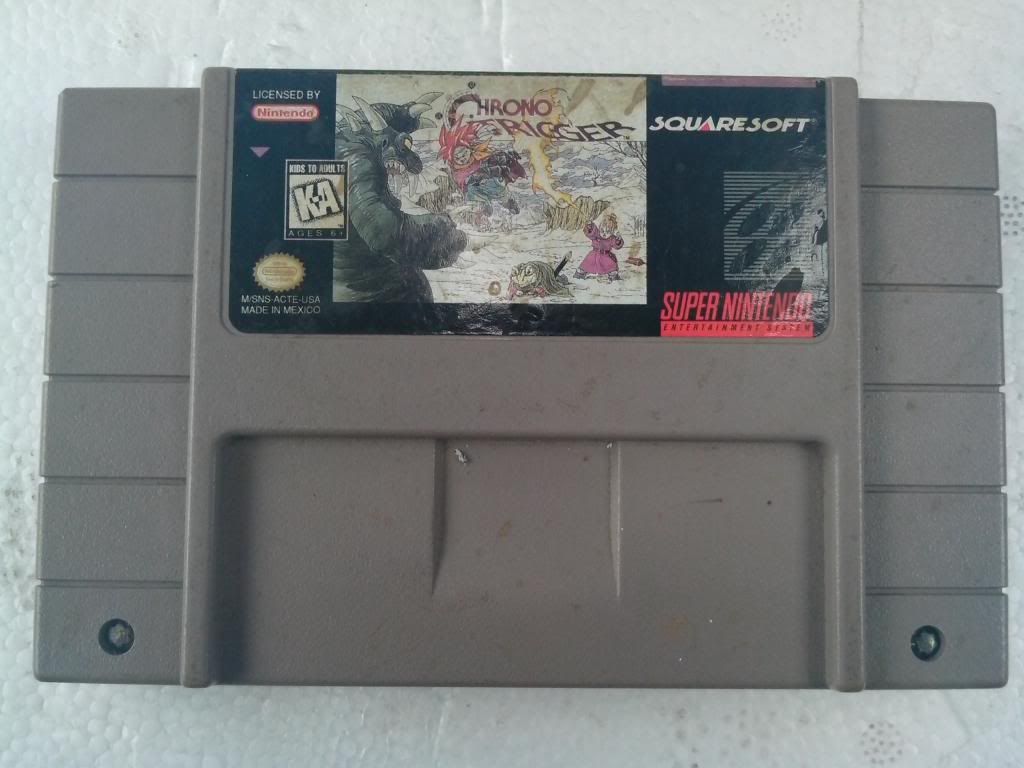 LICENSED BY
Nintendo
CHRONO
TRIGGER
SQUARESOFT
KIDS TO ADULTS
K-A
AGES 6+
M/SNS-ACTE-USA
MADE IN MEXICO
SUPER NINTENDO
ENTERTAINMENT SYSTEM